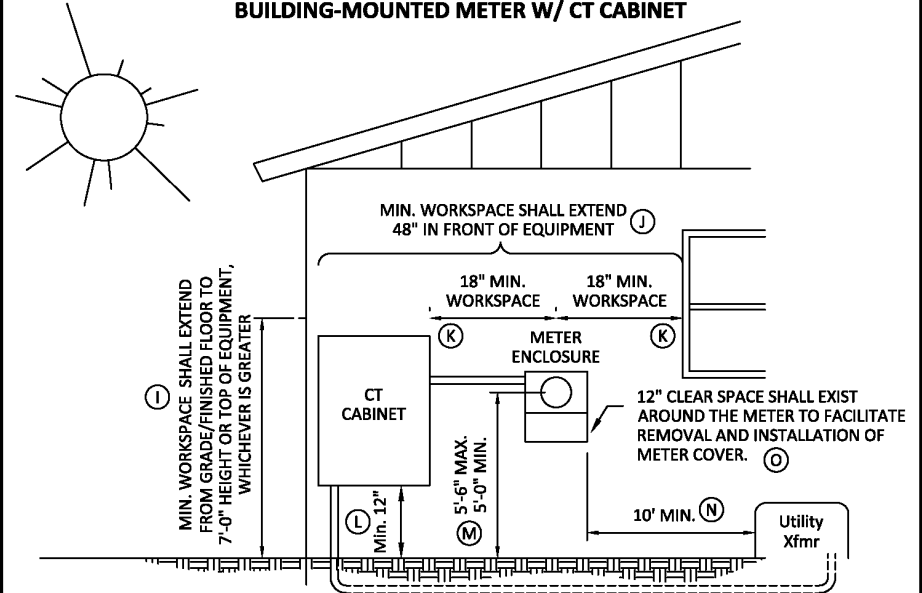 BUILDING-MOUNTED METER W/ CT CABINET
MIN. WORKSPACE SHALL EXTEND
48" IN FRONT OF EQUIPMENT
J
18" MIN.
WORKSPACE
18" MIN.
WORKSPACE
K
K
METER
ENCLOSURE
I
MIN. WORKSPACE SHALL EXTEND
FROM GRADE/FINISHED FLOOR TO
7'-0" HEIGHT OR TOP OF EQUIPMENT,
WHICHEVER IS GREATER
CT
CABINET
12" CLEAR SPACE SHALL EXIST
AROUND THE METER TO FACILITATE
REMOVAL AND INSTALLATION OF
METER COVER.
O
L
Min. 12"
5'-6" MAX.
5'-0" MIN.
M
10' MIN.
N
Utility
Xfmr